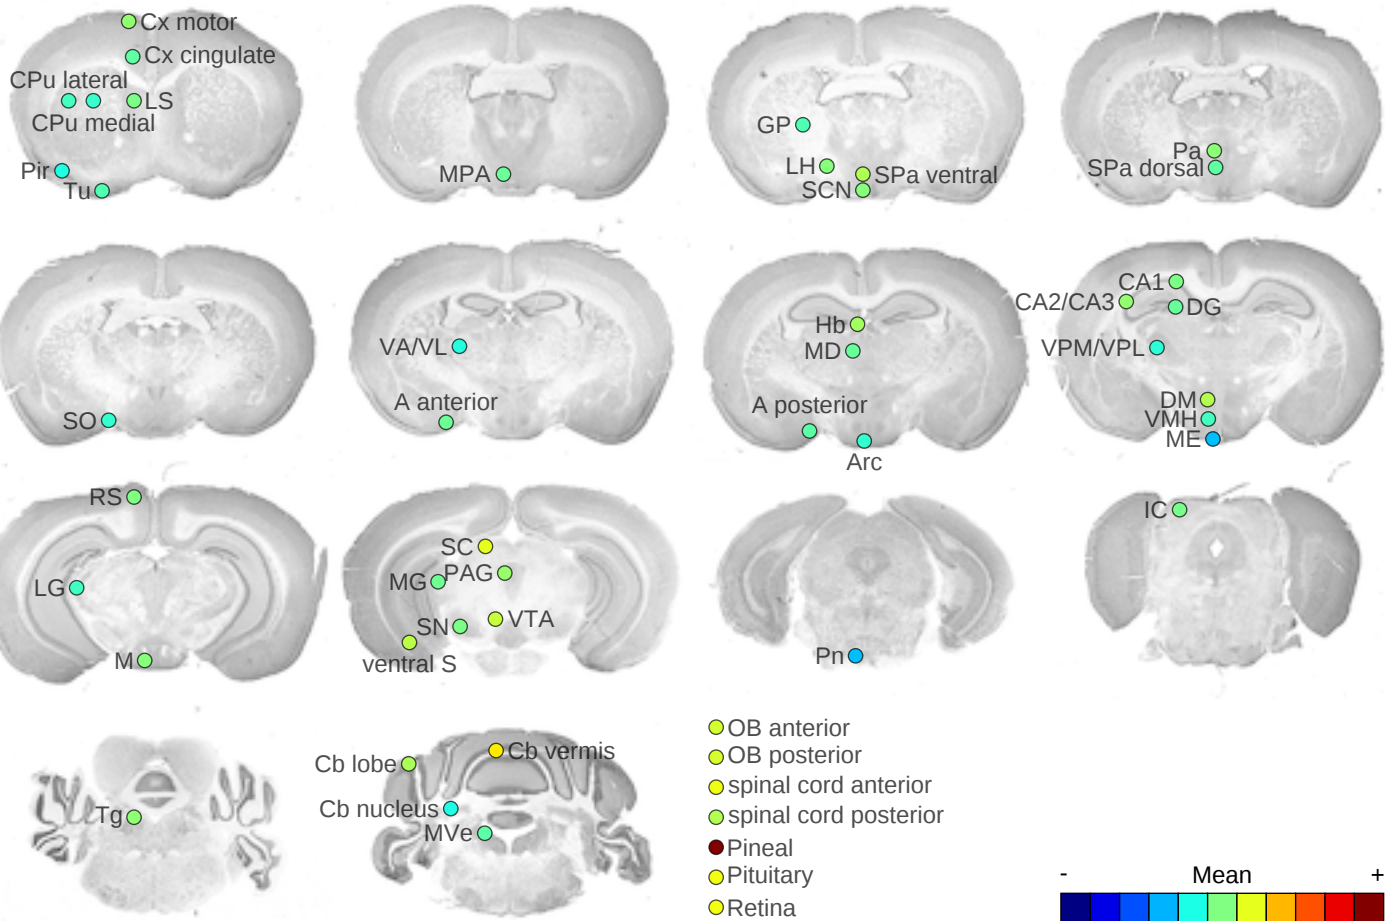 Cx motor
Cx cingulate
CPu lateral
LS
CPu medial
Pir
Tu
MPA
GP
LH
SPa ventral
SCN
Pa
SPa dorsal
SO
VA/VL
A anterior
Hb
MD
A posterior
Arc
CA1
CA2/CA3
DG
VPM/VPL
DM
VMH
ME
RS
LG
M
SC
PAG
MG
VTA
SN
ventral S
Pn
IC
Tg
Cb vermis
Cb lobe
Cb nucleus
MVe
OB anterior
OB posterior
spinal cord anterior
spinal cord posterior
Pineal
Pituitary
Retina
- Mean +